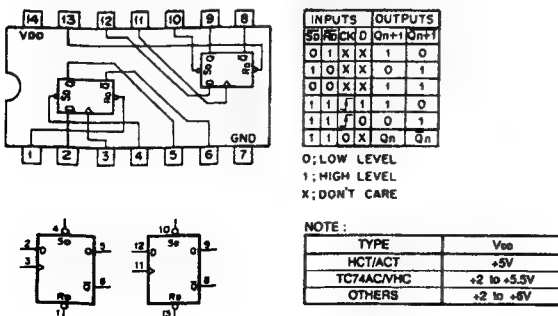 14 13 12 11 10 9 8
VDD
SD RD
SD RD
GND
1 2 3 4 5 6 7
INPUTS OUTPUTS
S̅D̅ R̅D̅ CK D Qn+1 Q̅n+1
0 1 X X 1 0
1 0 X X 0 1
0 0 X X 1 1
1 1 1 1 0
1 1 0 0 1
1 1 0 X Qn Q̅n
0; LOW LEVEL
1; HIGH LEVEL
X; DON'T CARE
4 10
SD SD
2 D Q 5 12 D Q 9
3 11
Q̅ 6 Q̅ 8
RD RD
1 13
NOTE:
TYPE VDD
HCT/ACT +5V
TC74AC/VHC +2 to +5.5V
OTHERS +2 to +6V